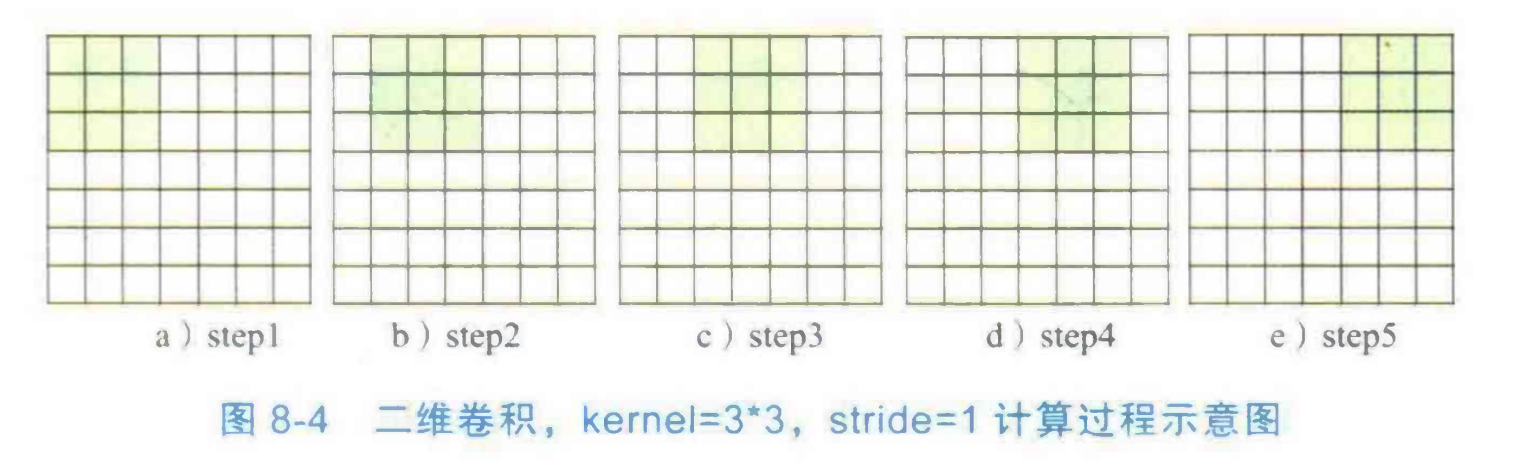 a）step1 b）step2 c）step3 d）step4 e）step5
图 8-4 二维卷积，kernel=3*3，stride=1 计算过程示意图